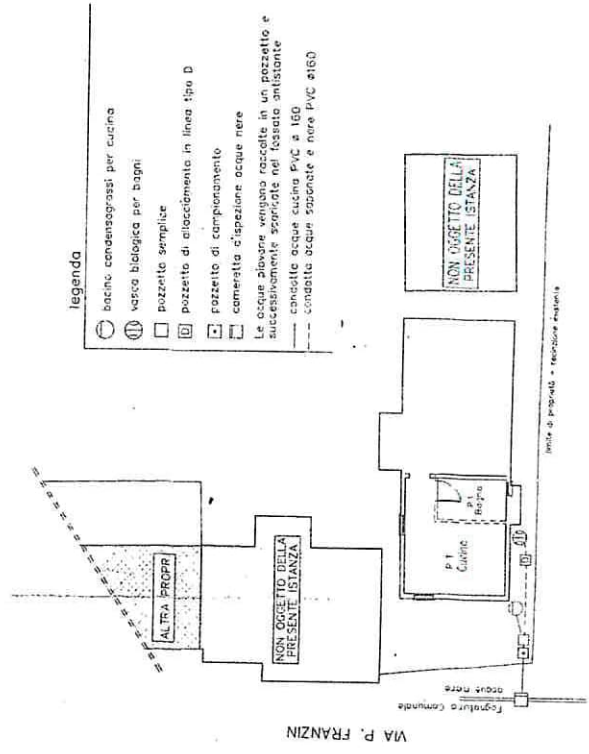 legenda
bacino condensagrassi per cucina
vasca biologica per bagni
pozzetto semplice
D pozzetto di allacciamento in linea tipo D
pozzetto di campionamento
cameretta d'ispezione acque nere
Le acque piovane vengono raccolte in un pozzetto e
successivamente scaricate nel fossato antistante
condotta acque cucina PVC ø 160
condotta acque saponate e nere PVC ø160
ALTRA PROPR
NON OGGETTO DELLA
PRESENTE ISTANZA
NON OGGETTO DELLA
PRESENTE ISTANZA
P.T.
Cucina
P.T.
Bagno
D
limite di proprietà - recinzione esistente
Fognatura Comunale
acque nere
VIA P. FRANZIN